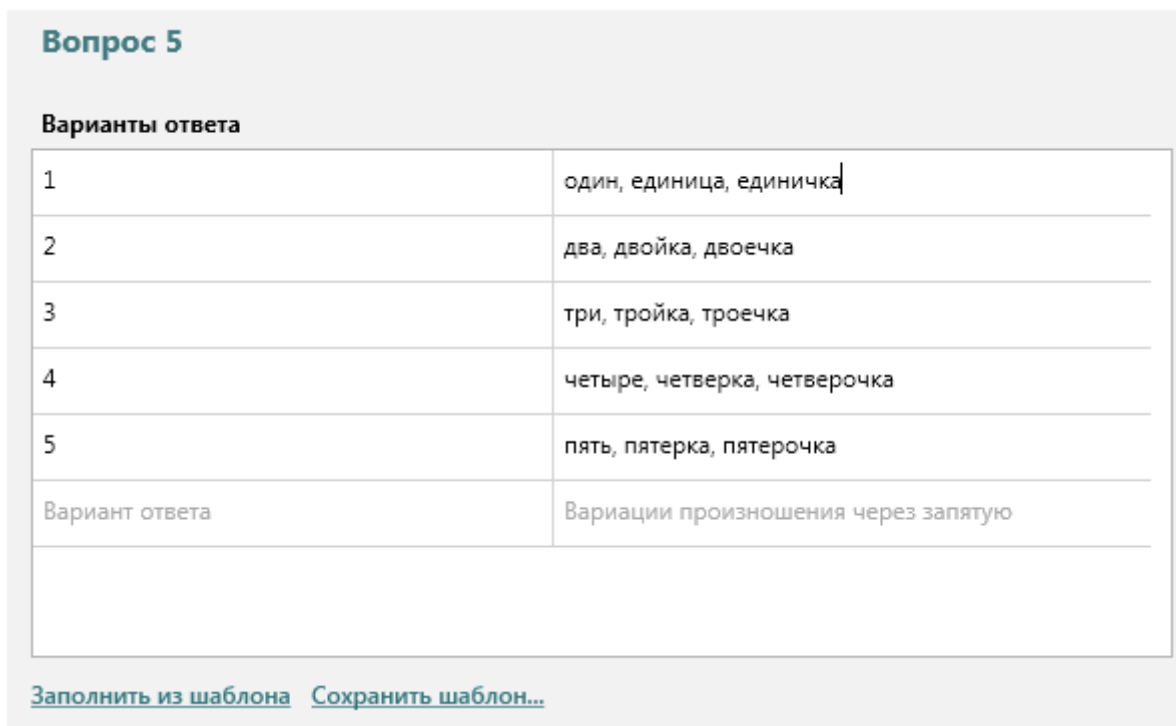 Вопрос 5
Варианты ответа
1 один, единица, единичка
2 два, двойка, двоечка
3 три, тройка, троечка
4 четыре, четверка, четверочка
5 пять, пятерка, пятерочка
Вариант ответа Вариации произношения через запятую
Заполнить из шаблона Сохранить шаблон...